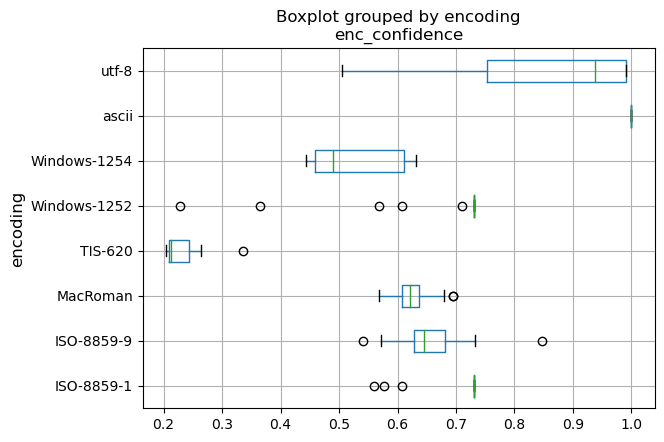 Boxplot grouped by encoding
enc_confidence
utf-8
ascii
Windows-1254
Windows-1252
TIS-620
MacRoman
ISO-8859-9
ISO-8859-1
encoding
0.2 0.3 0.4 0.5 0.6 0.7 0.8 0.9 1.0